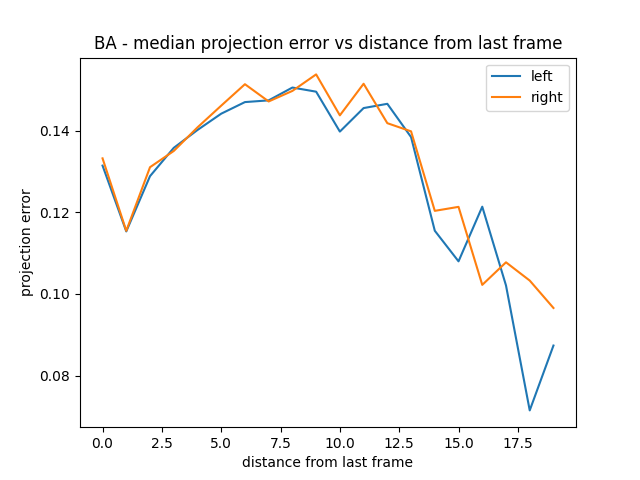 BA - median projection error vs distance from last frame
left
right
projection error
0.14
0.12
0.10
0.08
0.0 2.5 5.0 7.5 10.0 12.5 15.0 17.5
distance from last frame